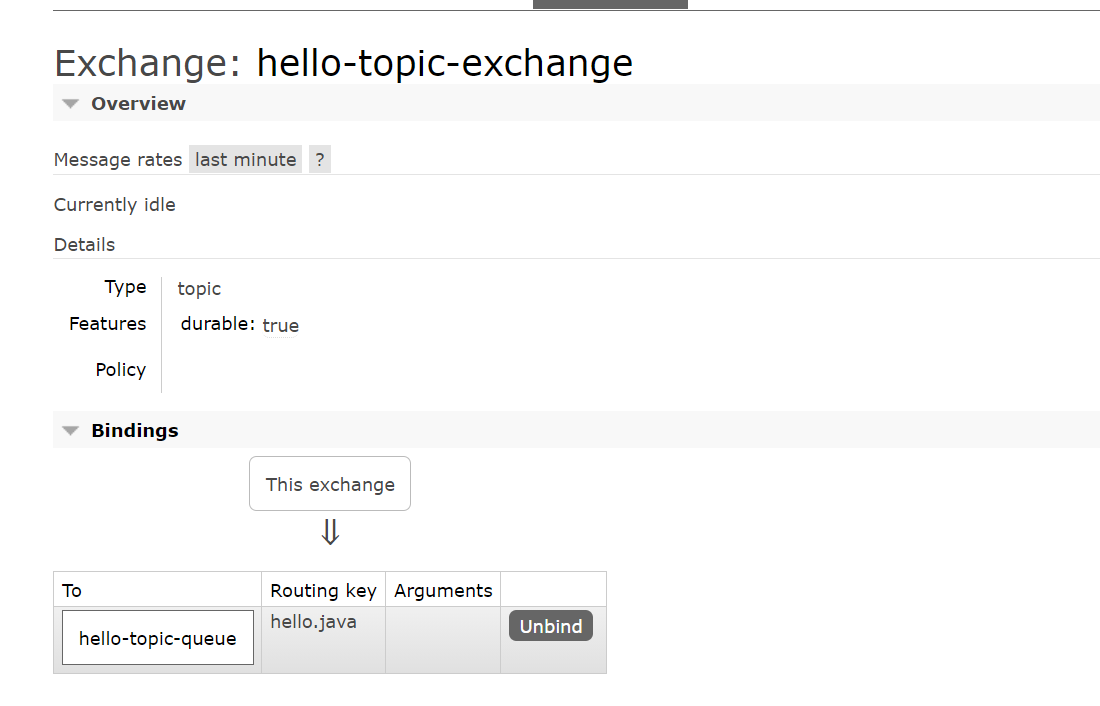 Exchange: hello-topic-exchange
Overview
Message rates last minute ?
Currently idle
Details
Type topic
Features durable: true
Policy
Bindings
This exchange
⇓
To Routing key Arguments
hello-topic-queue hello.java Unbind